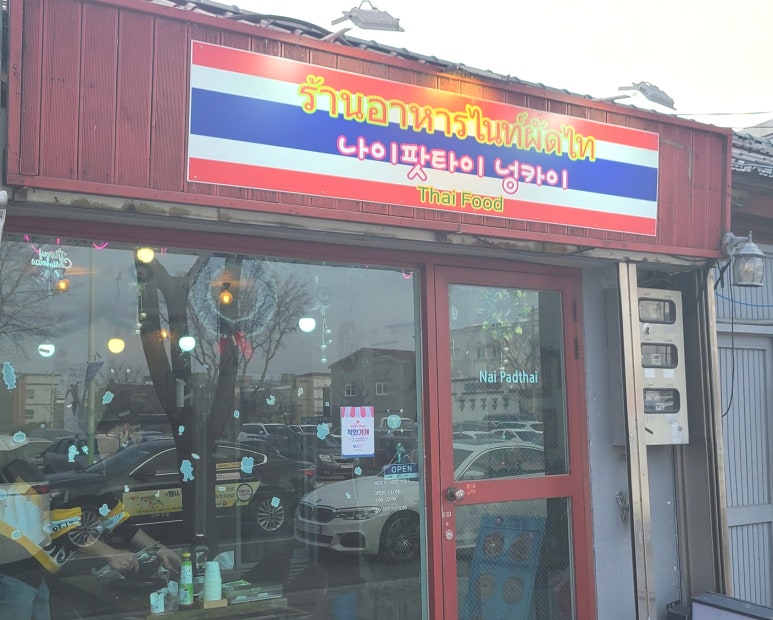 ร้านอาหารไนท์ผัดไท
나이팟타이 넝카이
Thai Food
Nai Padthai
착한가게
OPEN